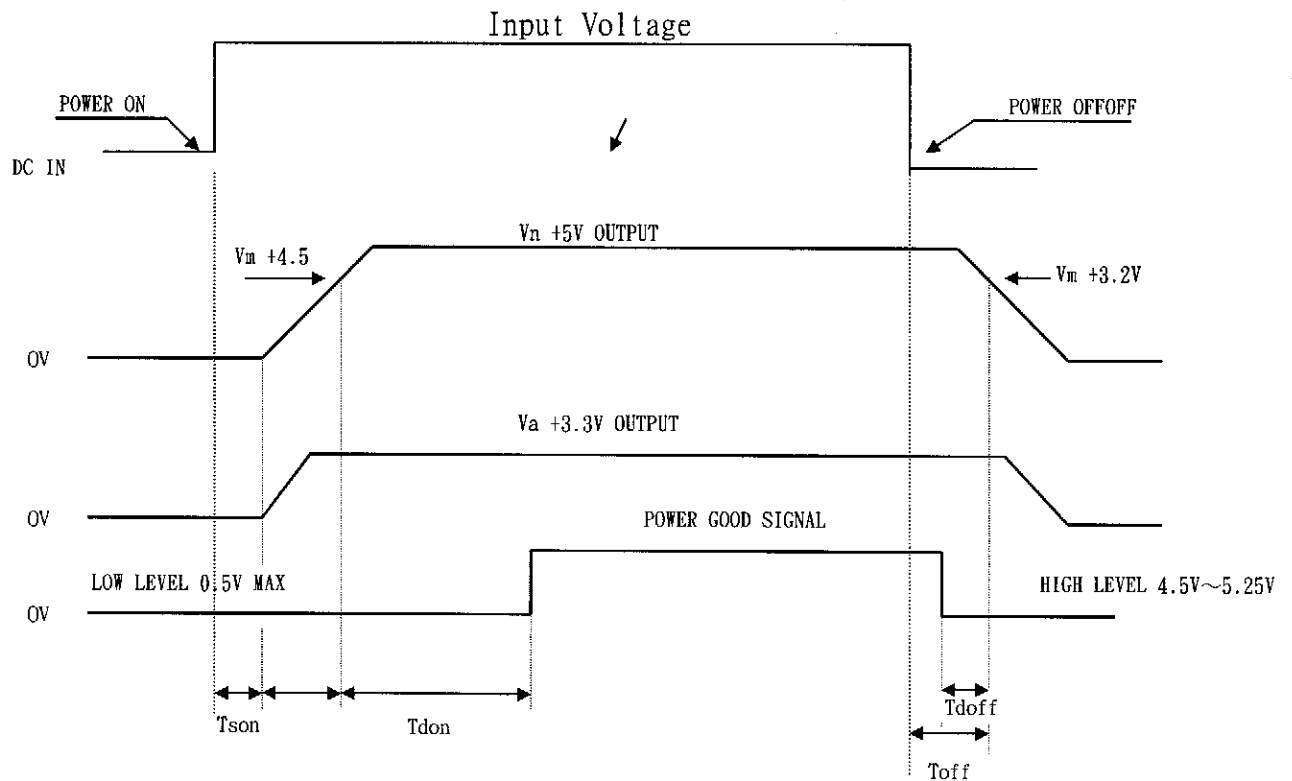 Input Voltage
POWER ON
POWER OFFOFF
DC IN
Vn +5V OUTPUT
Vm +4.5
Vm +3.2V
0V
Va +3.3V OUTPUT
0V
POWER GOOD SIGNAL
LOW LEVEL 0.5V MAX
HIGH LEVEL 4.5V～5.25V
0V
Tson
Tdon
Tdoff
Toff